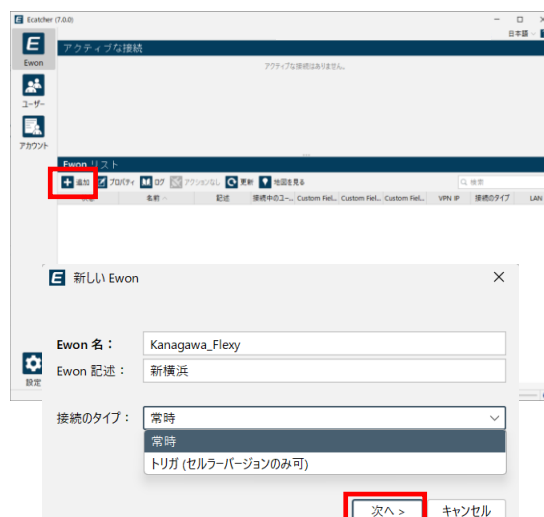 Ecatcher (7.0.0)
日本語
Ewon
アクティブな接続
アクティブな接続はありません。
ユーザー
アカウント
Ewon リスト
追加 プロパティ ログ アクションなし 更新 地図を見る 検索
名前 記述 接続中のユー... Custom Fiel... Custom Fiel... Custom Fiel... VPN IP 接続のタイプ LAN
設定
新しい Ewon
Ewon 名：
Kanagawa_Flexy
Ewon 記述：
新横浜
接続のタイプ：
常時
常時
トリガ (セルラーバージョンのみ可)
次へ >
キャンセル